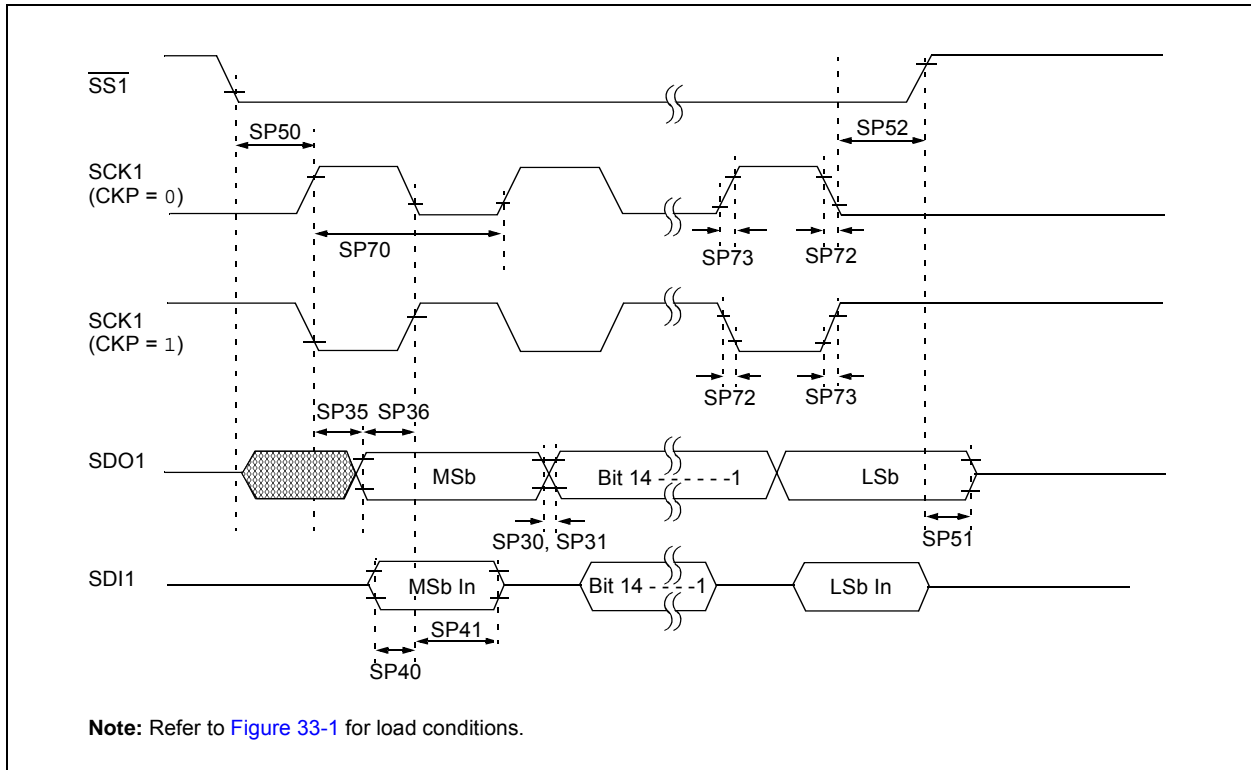 SS1
SP50
SP52
SCK1
(CKP = 0)
SP70
SP73
SP72
SCK1
(CKP = 1)
SP72
SP73
SP35
SP36
SDO1
MSb
Bit 14 - - - - - - -1
LSb
SP30, SP31
SP51
SDI1
MSb In
Bit 14 - - - -1
LSb In
SP41
SP40
Note: Refer to Figure 33-1 for load conditions.